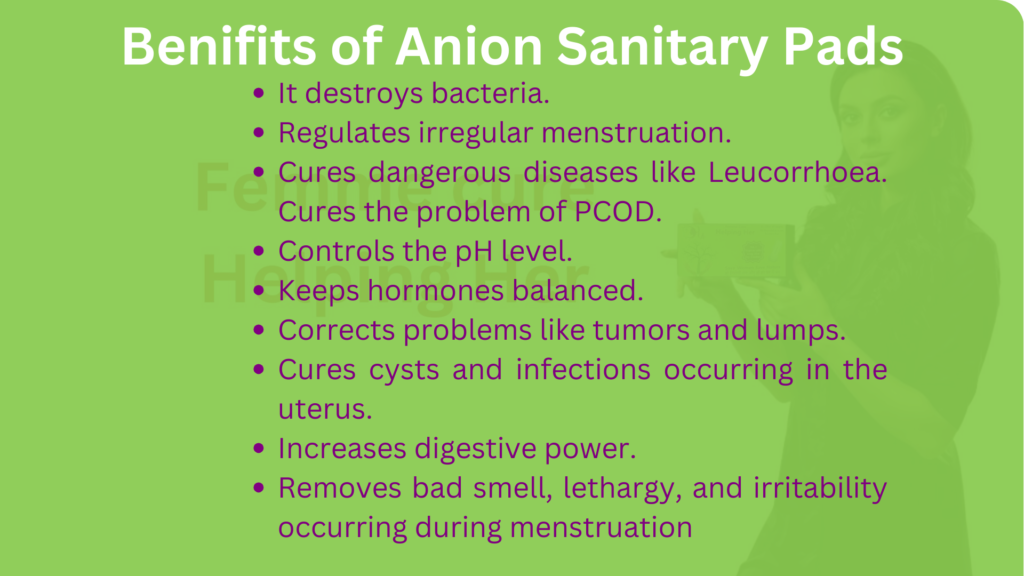 Benifits of Anion Sanitary Pads
• It destroys bacteria.
• Regulates irregular menstruation.
• Cures dangerous diseases like Leucorrhoea.
Cures the problem of PCOD.
Femme cure
• Controls the pH level.
Helping Her
• Keeps hormones balanced.
• Corrects problems like tumors and lumps.
• Cures cysts and infections occurring in the
uterus.
• Increases digestive power.
• Removes bad smell, lethargy, and irritability
occurring during menstruation